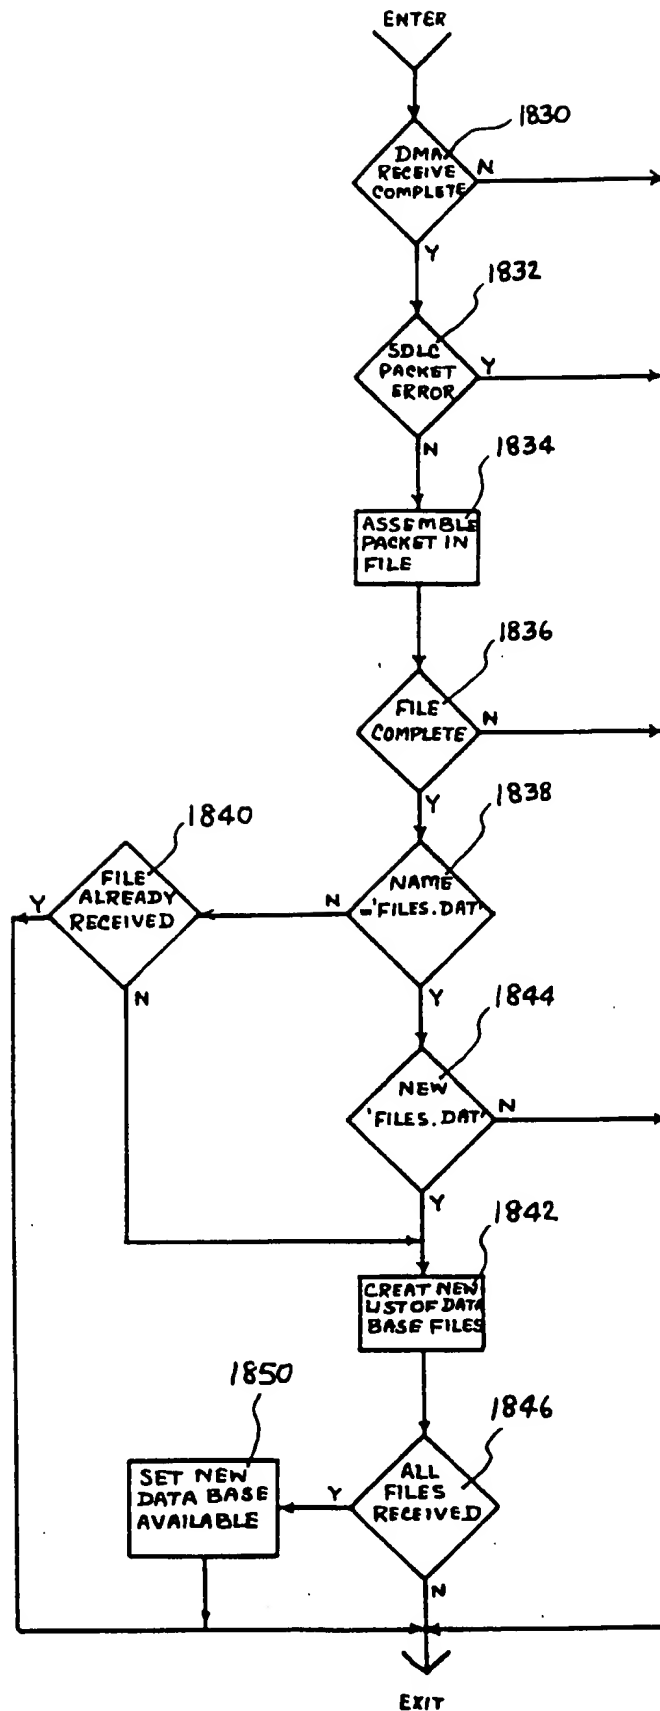 ENTER
1830
DMA
RECEIVE
COMPLETE
N
Y
1832
SDLC
PACKET
ERROR
Y
N
1834
ASSEMBLE
PACKET IN
FILE
1836
FILE
COMPLETE
N
Y
1838
NAME
='FILES.DAT'
N
Y
1840
FILE
ALREADY
RECEIVED
Y
N
1844
NEW
'FILES.DAT'
N
Y
1842
CREAT NEW
LIST OF DATA
BASE FILES
1850
SET NEW
DATA BASE
AVAILABLE
1846
ALL
FILES
RECEIVED
Y
N
EXIT